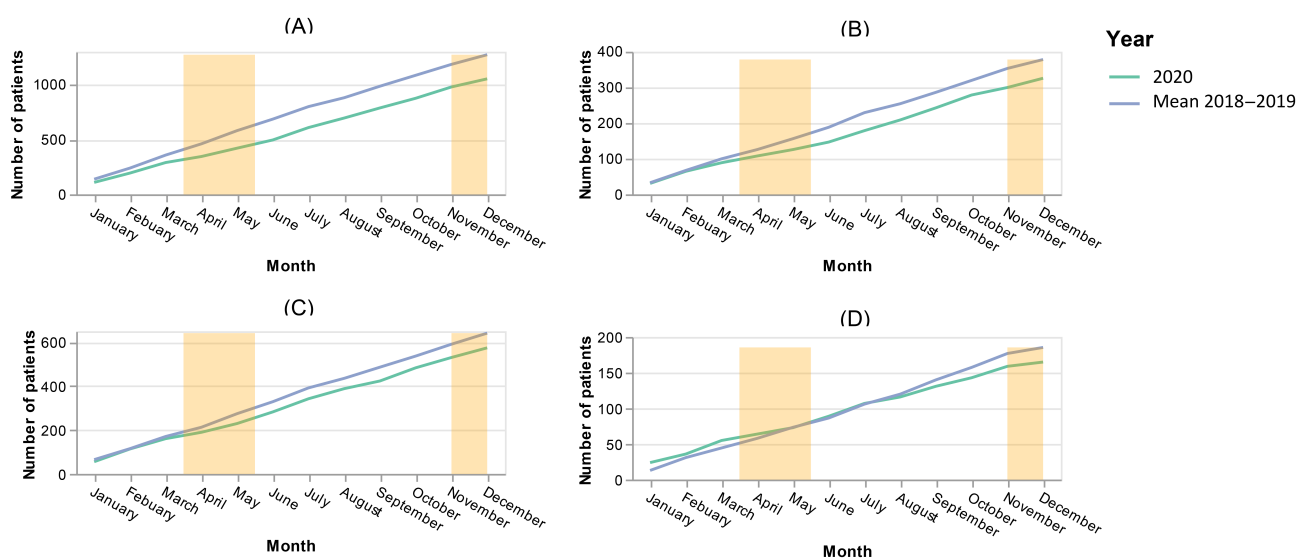 (A)
Number of patients
1000
500
0
January
Febuary
March
April
May
June
July
August
September
October
November
December
Month
(B)
Number of patients
400
300
200
100
0
January
Febuary
March
April
May
June
July
August
September
October
November
December
Month
Year
2020
Mean 2018–2019
(C)
Number of patients
600
400
200
0
January
Febuary
March
April
May
June
July
August
September
October
November
December
Month
(D)
Number of patients
200
150
100
50
0
January
Febuary
March
April
May
June
July
August
September
October
November
December
Month